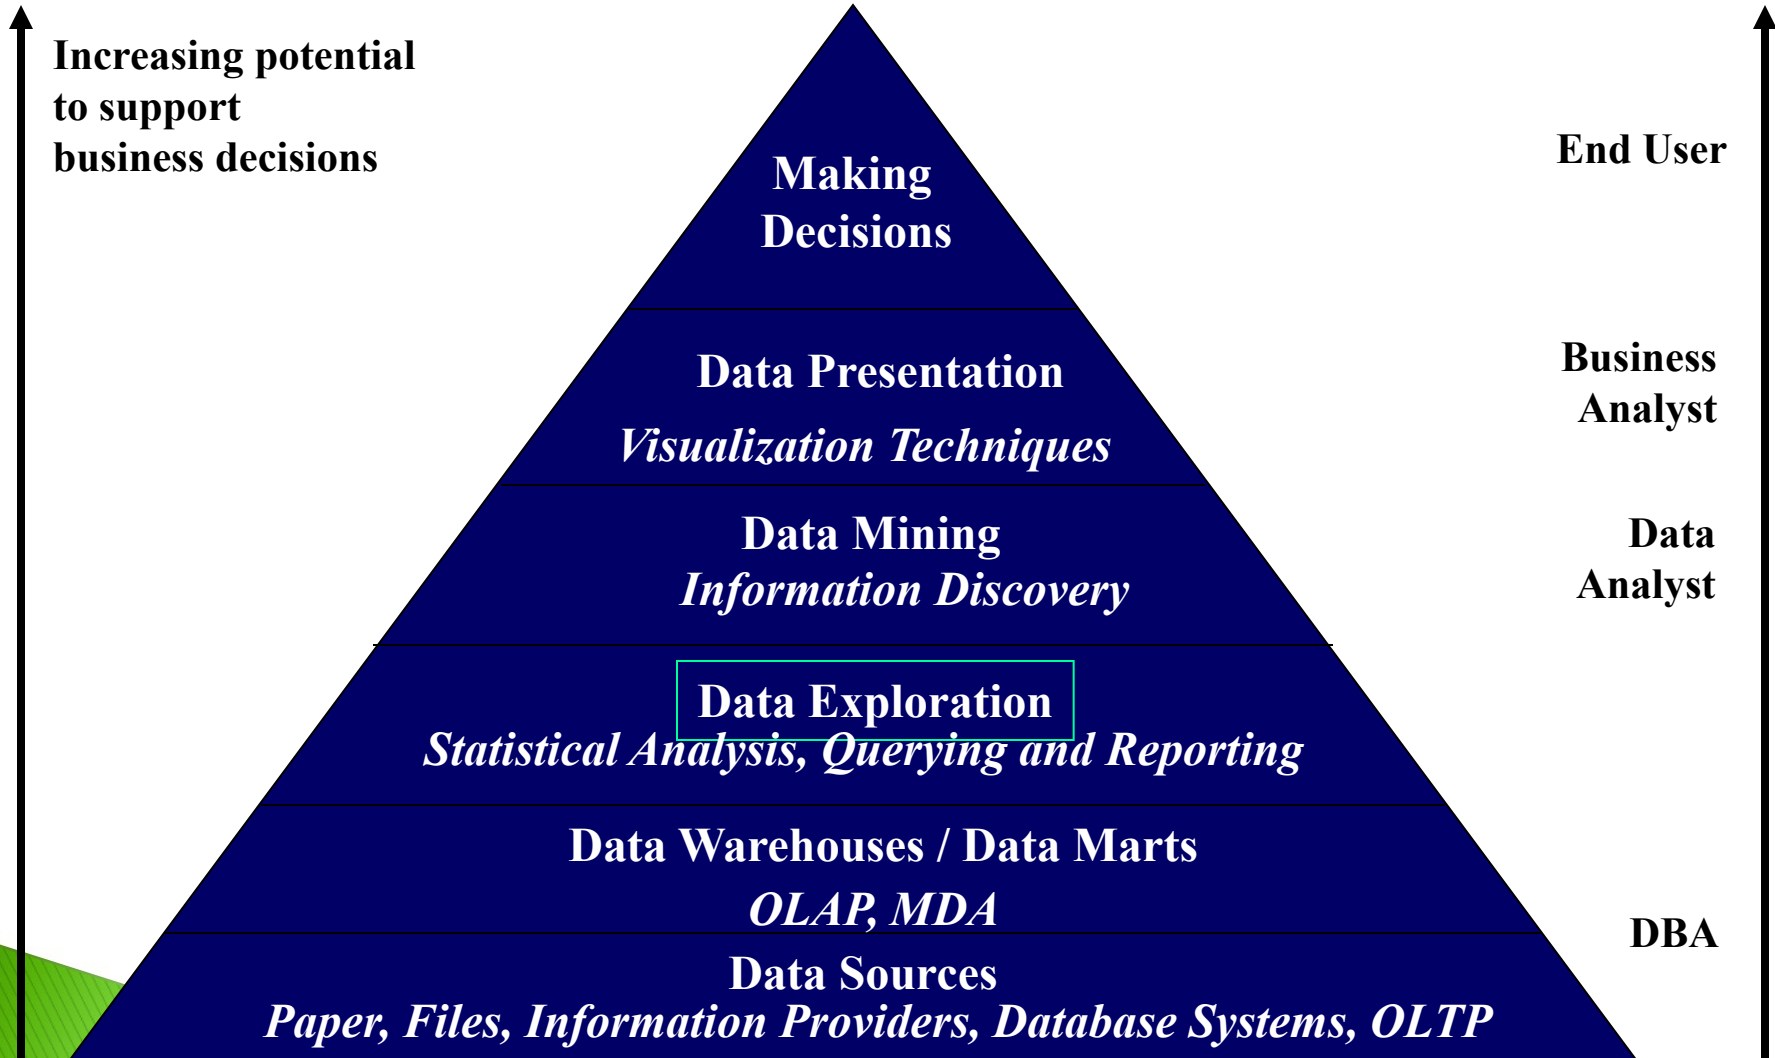 Increasing potential
to support
business decisions
Making
Decisions
End User
Data Presentation
Visualization Techniques
Business
Analyst
Data Mining
Information Discovery
Data
Analyst
Data Exploration
Statistical Analysis, Querying and Reporting
Data Warehouses / Data Marts
OLAP, MDA
DBA
Data Sources
Paper, Files, Information Providers, Database Systems, OLTP